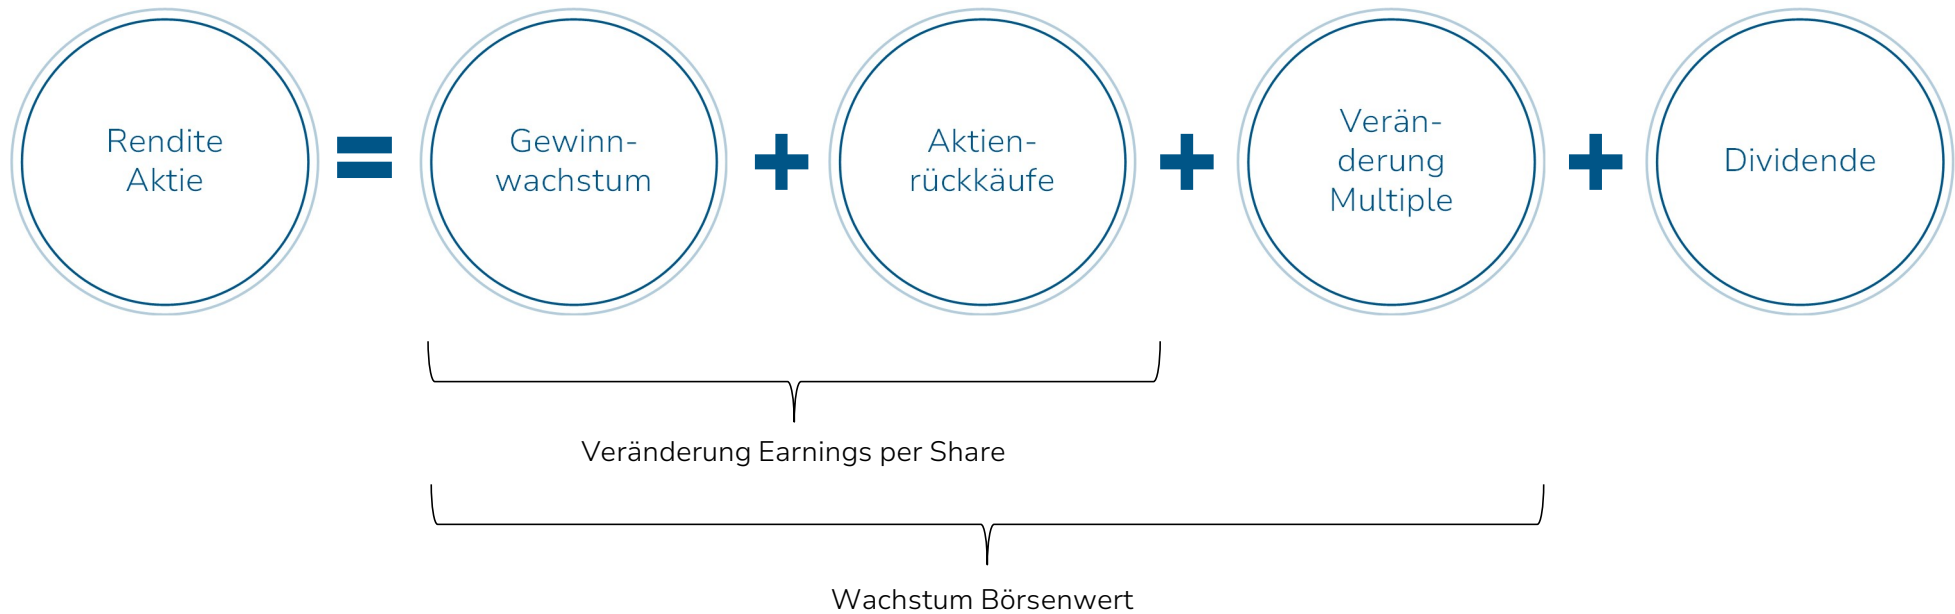 Rendite
Aktie
=
Gewinn-
wachstum
+
Aktien-
rückkäufe
+
Verän-
derung
Multiple
+
Dividende
Veränderung Earnings per Share
Wachstum Börsenwert